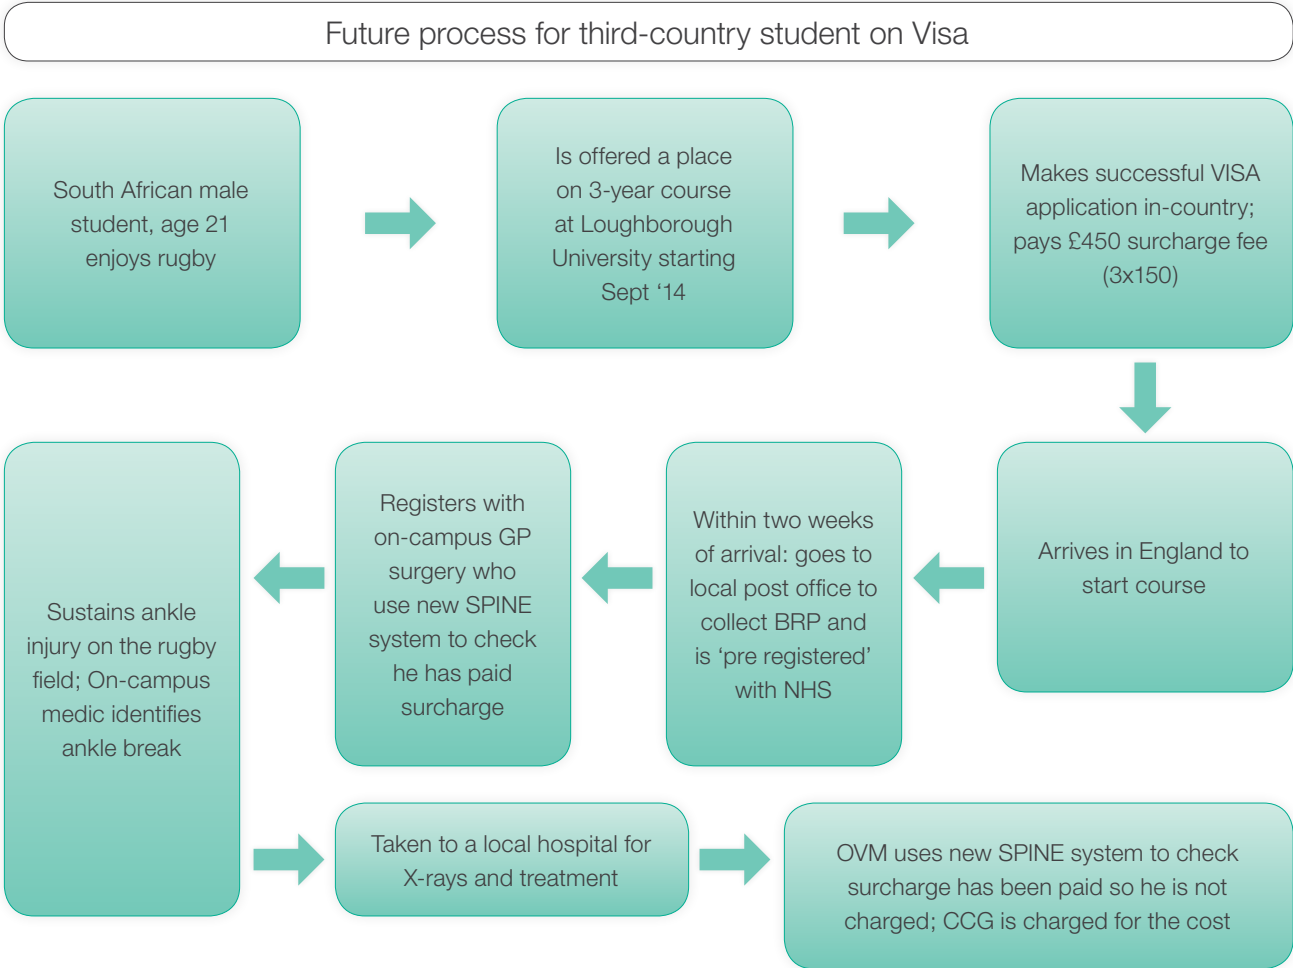 Future process for third-country student on Visa
South African male
student, age 21
enjoys rugby
Is offered a place
on 3-year course
at Loughborough
University starting
Sept ‘14
Makes successful VISA
application in-country;
pays £450 surcharge fee
(3x150)
Arrives in England to
start course
Within two weeks
of arrival: goes to
local post office to
collect BRP and
is ‘pre registered’
with NHS
Registers with
on-campus GP
surgery who
use new SPINE
system to check
he has paid
surcharge
Sustains ankle
injury on the rugby
field; On-campus
medic identifies
ankle break
Taken to a local hospital for
X-rays and treatment
OVM uses new SPINE system to check
surcharge has been paid so he is not
charged; CCG is charged for the cost